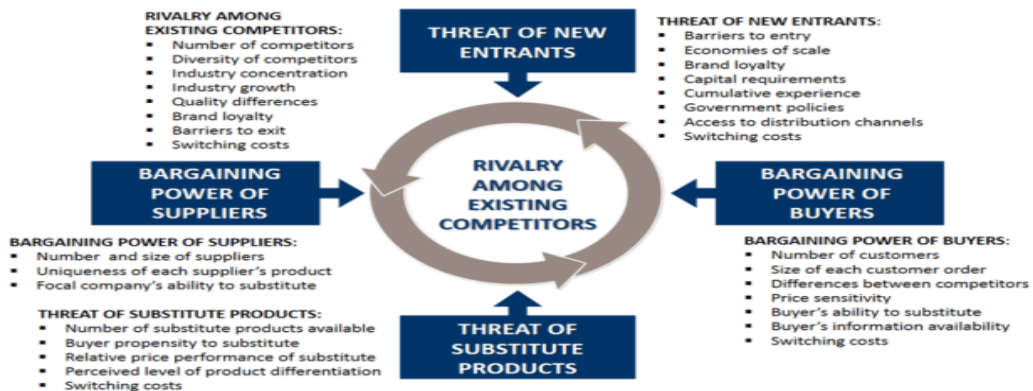 RIVALRY AMONG
EXISTING COMPETITORS:
▪ Number of competitors
▪ Diversity of competitors
▪ Industry concentration
▪ Industry growth
▪ Quality differences
▪ Brand loyalty
▪ Barriers to exit
▪ Switching costs
THREAT OF NEW
ENTRANTS
THREAT OF NEW ENTRANTS:
▪ Barriers to entry
▪ Economies of scale
▪ Brand loyalty
▪ Capital requirements
▪ Cumulative experience
▪ Government policies
▪ Access to distribution channels
▪ Switching costs
BARGAINING
POWER OF
SUPPLIERS
RIVALRY
AMONG
EXISTING
COMPETITORS
BARGAINING
POWER OF
BUYERS
BARGAINING POWER OF SUPPLIERS:
▪ Number and size of suppliers
▪ Uniqueness of each supplier's product
▪ Focal company's ability to substitute
BARGAINING POWER OF BUYERS:
▪ Number of customers
▪ Size of each customer order
▪ Differences between competitors
▪ Price sensitivity
▪ Buyer's ability to substitute
▪ Buyer's information availability
▪ Switching costs
THREAT OF SUBSTITUTE PRODUCTS:
▪ Number of substitute products available
▪ Buyer propensity to substitute
▪ Relative price performance of substitute
▪ Perceived level of product differentiation
▪ Switching costs
THREAT OF
SUBSTITUTE
PRODUCTS